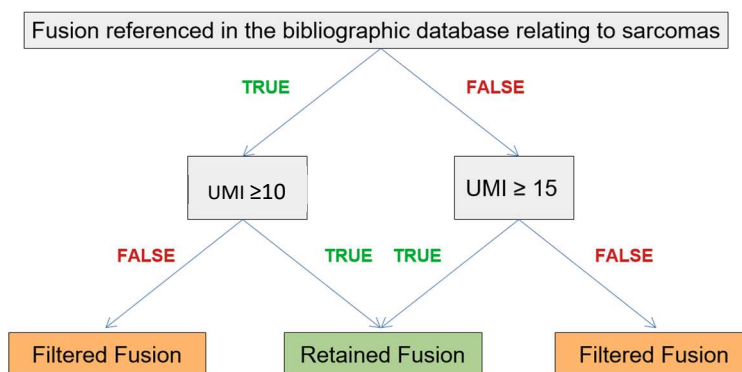 Fusion referenced in the bibliographic database relating to sarcomas
TRUE
FALSE
UMI ≥10
UMI ≥ 15
FALSE
TRUE
TRUE
FALSE
Filtered Fusion
Retained Fusion
Filtered Fusion